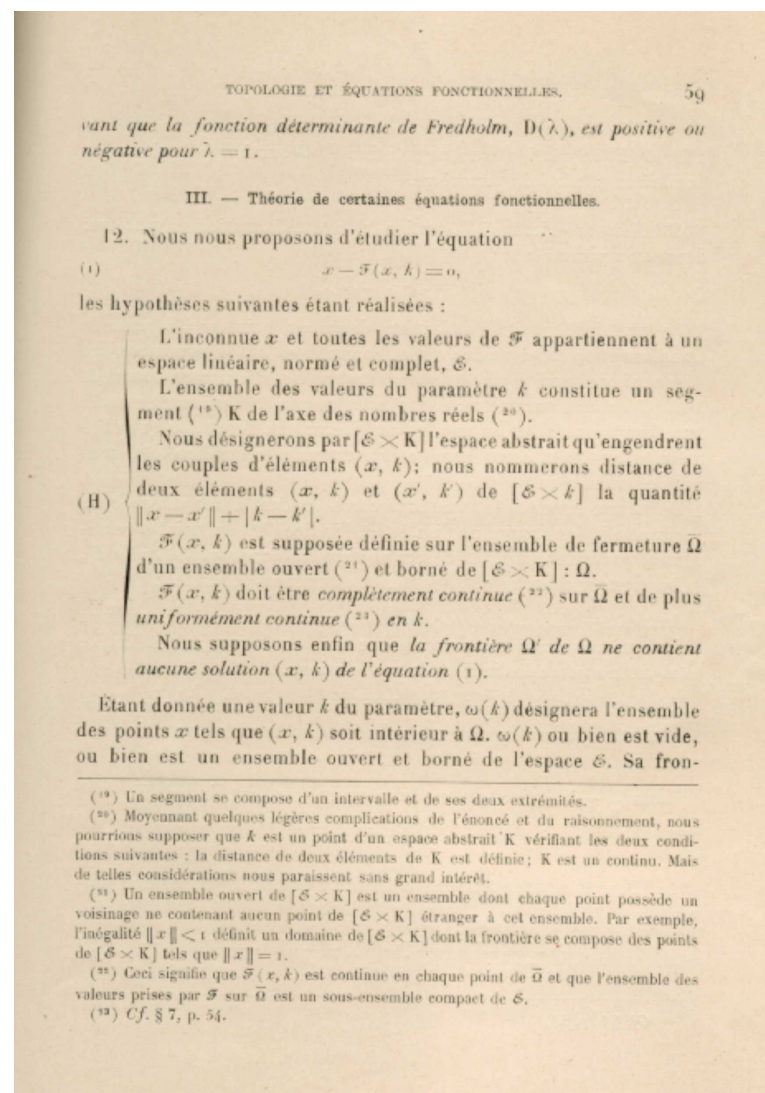 TOPOLOGIE ET ÉQUATIONS FONCTIONNELLES. 59
vant que la fonction déterminante de Fredholm, D(λ), est positive ou
négative pour λ = 1.
III. — Théorie de certaines équations fonctionnelles.
12. Nous nous proposons d'étudier l'équation
(1) x — ℱ(x, k) = 0,
les hypothèses suivantes étant réalisées :
L'inconnue x et toutes les valeurs de ℱ appartiennent à un
espace linéaire, normé et complet, ℰ.
L'ensemble des valeurs du paramètre k constitue un seg-
ment (¹⁹) K de l'axe des nombres réels (²⁰).
Nous désignerons par [ℰ × K] l'espace abstrait qu'engendrent
les couples d'éléments (x, k); nous nommerons distance de
(H) deux éléments (x, k) et (x', k') de [ℰ × k] la quantité
‖x — x'‖ + |k — k'|.
ℱ(x, k) est supposée définie sur l'ensemble de fermeture Ω̅
d'un ensemble ouvert (²¹) et borné de [ℰ × K] : Ω.
ℱ(x, k) doit être complètement continue (²²) sur Ω̅ et de plus
uniformément continue (²³) en k.
Nous supposons enfin que la frontière Ω' de Ω ne contient
aucune solution (x, k) de l'équation (1).
Étant donnée une valeur k du paramètre, ω(k) désignera l'ensemble
des points x tels que (x, k) soit intérieur à Ω. ω(k) ou bien est vide,
ou bien est un ensemble ouvert et borné de l'espace ℰ. Sa fron-
(¹⁹) Un segment se compose d'un intervalle et de ses deux extrémités.
(²⁰) Moyennant quelques légères complications de l'énoncé et du raisonnement, nous
pourrions supposer que k est un point d'un espace abstrait K vérifiant les deux condi-
tions suivantes : la distance de deux éléments de K est définie; K est un continu. Mais
de telles considérations nous paraissent sans grand intérêt.
(²¹) Un ensemble ouvert de [ℰ × K] est un ensemble dont chaque point possède un
voisinage ne contenant aucun point de [ℰ × K] étranger à cet ensemble. Par exemple,
l'inégalité ‖x‖ < 1 définit un domaine de [ℰ × K] dont la frontière se compose des points
de [ℰ × K] tels que ‖x‖ = 1.
(²²) Ceci signifie que ℱ(x, k) est continue en chaque point de Ω̅ et que l'ensemble des
valeurs prises par ℱ sur Ω̅ est un sous-ensemble compact de ℰ.
(²³) Cf. § 7, p. 54.